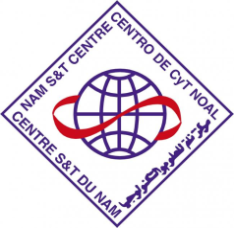 NAM S&T CENTRE
CENTRO DE CyT NOAL
CENTRE S&T DU NAM